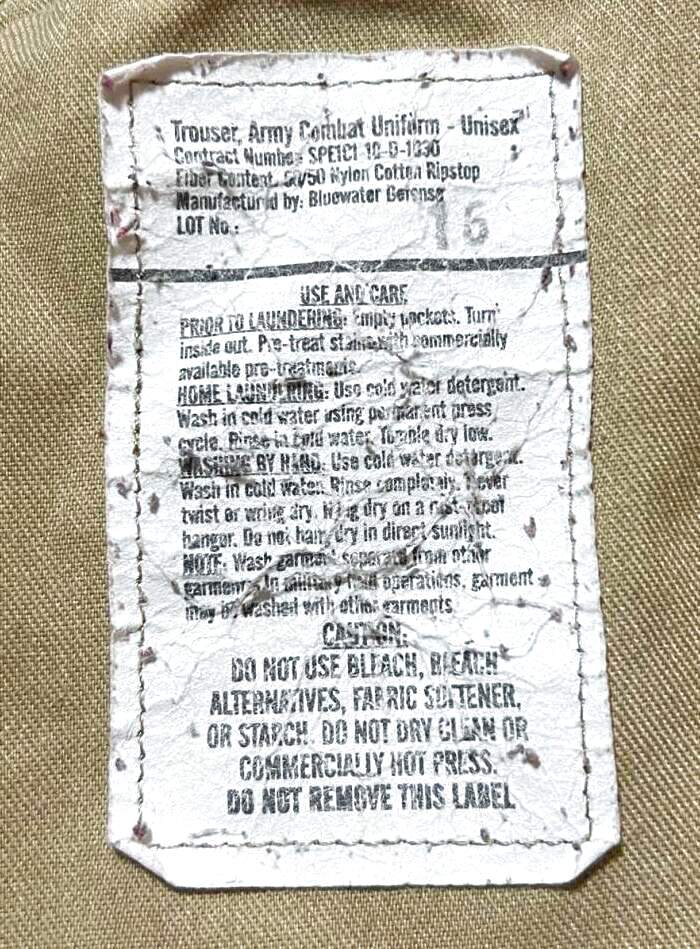 Trouser, Army Combat Uniform - Unisex
Contract Number SPE1C1-10-D-1030
Fiber Content. 50/50 Nylon Cotton Ripstop
Manufactured by: Bluewater Defense
LOT No.: 16
USE AND CARE
PRIOR TO LAUNDERING: Empty pockets. Turn
inside out. Pre-treat stains with commercially
available pre-treatments.
HOME LAUNDERING: Use cold water detergent.
Wash in cold water using permanent press
cycle. Rinse in cold water. Tumble dry low.
WASHING BY HAND: Use cold water detergent.
Wash in cold water. Rinse completely. Never
twist or wring dry. Hang dry on a rust-proof
hanger. Do not hang dry in direct sunlight.
NOTE: Wash garment seperate from other
garments. In military field operations, garment
may be washed with other garments.
CAUTION:
DO NOT USE BLEACH, BLEACH
ALTERNATIVES, FABRIC SOFTENER,
OR STARCH. DO NOT DRY CLEAN OR
COMMERCIALLY HOT PRESS.
DO NOT REMOVE THIS LABEL